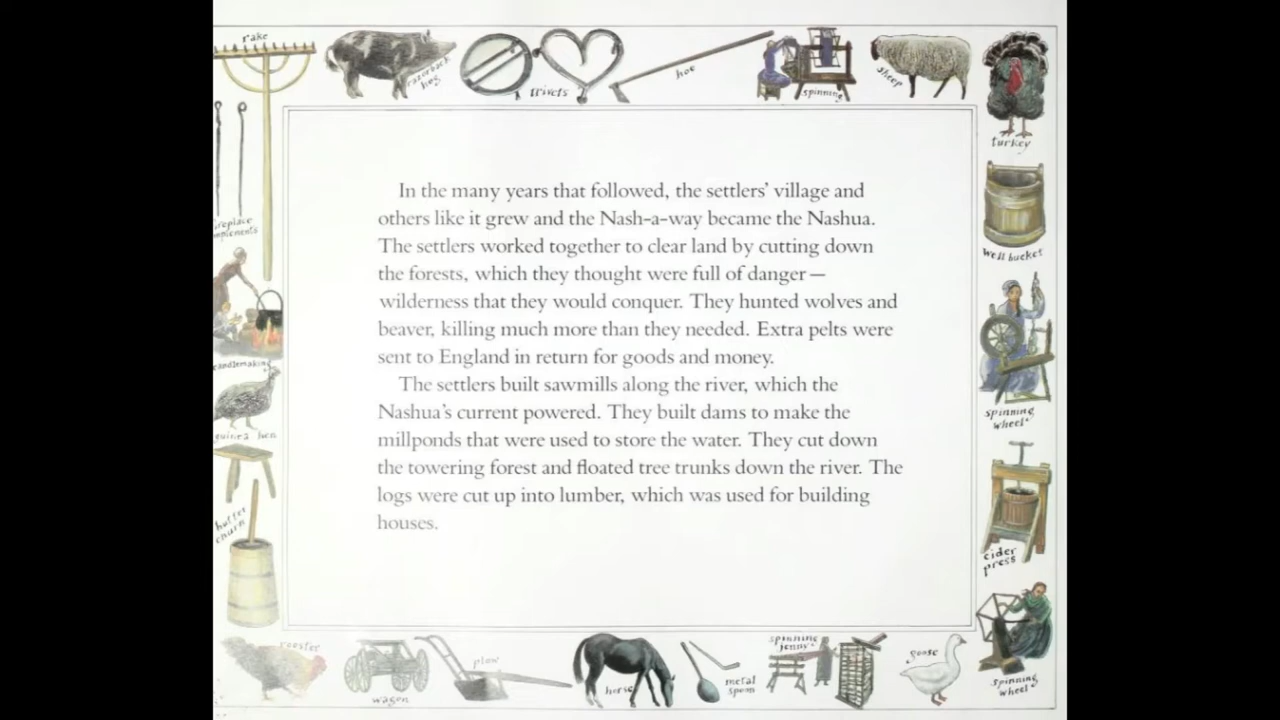 rake
razorback
hog
trivets
hoe
spinning
sheep
turkey
fireplace
implements
In the many years that followed, the settlers' village and
others like it grew and the Nash-a-way became the Nashua.
The settlers worked together to clear land by cutting down
the forests, which they thought were full of danger—
wilderness that they would conquer. They hunted wolves and
beaver, killing much more than they needed. Extra pelts were
sent to England in return for goods and money.
The settlers built sawmills along the river, which the
Nashua's current powered. They built dams to make the
millponds that were used to store the water. They cut down
the towering forest and floated tree trunks down the river. The
logs were cut up into lumber, which was used for building
houses.
well bucket
candlemaking
guinea hen
spinning
wheel
butter
churn
cider
press
rooster
wagon
plow
horse
metal
spoon
spinning
jenny
goose
spinning
wheel